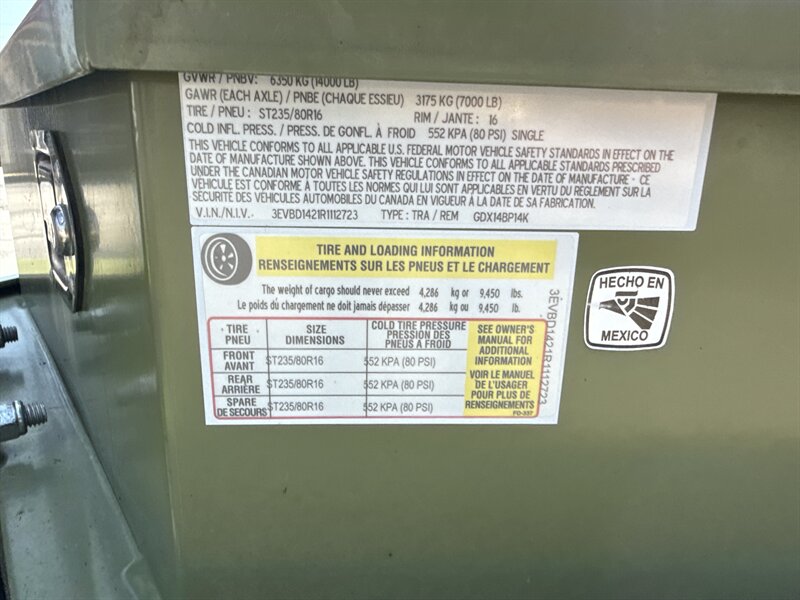 GVWR / PNBV: 6350 KG (14000 LB)
GAWR (EACH AXLE) / PNBE (CHAQUE ESSIEU) 3175 KG (7000 LB)
TIRE / PNEU : ST235/80R16 RIM / JANTE : 16
COLD INFL. PRESS. / PRESS. DE GONFL. À FROID 552 KPA (80 PSI) SINGLE
THIS VEHICLE CONFORMS TO ALL APPLICABLE U.S. FEDERAL MOTOR VEHICLE SAFETY STANDARDS IN EFFECT ON THE
DATE OF MANUFACTURE SHOWN ABOVE. THIS VEHICLE CONFORMS TO ALL APPLICABLE STANDARDS PRESCRIBED
UNDER THE CANADIAN MOTOR VEHICLE SAFETY REGULATIONS IN EFFECT ON THE DATE OF MANUFACTURE - CE
VÉHICULE EST CONFORME À TOUTES LES NORMES QUI LUI SONT APPLICABLES EN VERTU DU RÈGLEMENT SUR LA
SÉCURITÉ DES VÉHICULES AUTOMOBILES DU CANADA EN VIGUEUR À LA DATE DE SA FABRICATION.
V.I.N./N.I.V. 3EVBD1421R1112723 TYPE : TRA / REM GDX14BP14K
TIRE AND LOADING INFORMATION
RENSEIGNEMENTS SUR LES PNEUS ET LE CHARGEMENT
The weight of cargo should never exceed 4,286 kg or 9,450 lbs.
Le poids du chargement ne doit jamais dépasser 4,286 kg ou 9,450 lb.
TIRE
PNEU
SIZE
DIMENSIONS
COLD TIRE PRESSURE
PRESSION DES
PNEUS A FROID
FRONT
AVANT
ST235/80R16
552 KPA (80 PSI)
REAR
ARRIÈRE
ST235/80R16
552 KPA (80 PSI)
SPARE
DE SECOURS
ST235/80R16
552 KPA (80 PSI)
SEE OWNER'S
MANUAL FOR
ADDITIONAL
INFORMATION
VOIR LE MANUEL
DE L'USAGER
POUR PLUS DE
RENSEIGNEMENTS
FO-337
3EVBD1421R1112723
HECHO EN
MEXICO